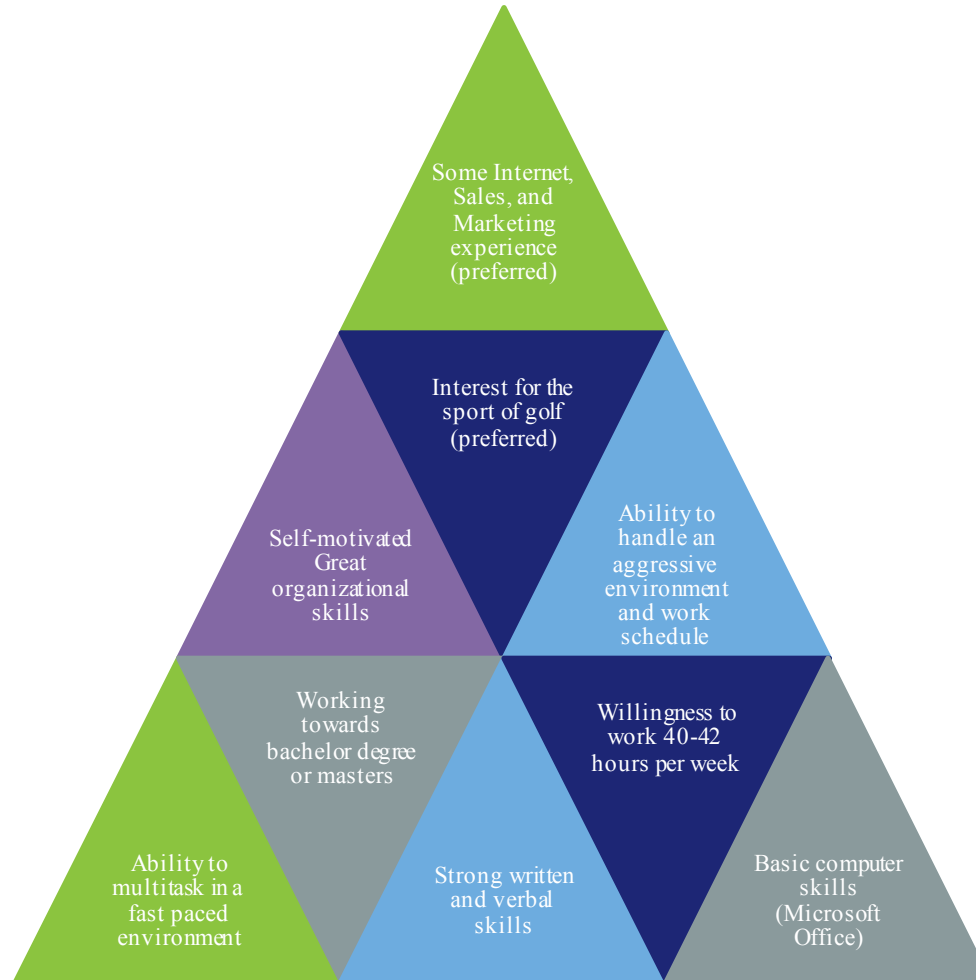 Some Internet,
Sales, and
Marketing
experience
(preferred)
Interest for the
sport of golf
(preferred)
Self-motivated
Great
organizational
skills
Ability to
handle an
aggressive
environment
and work
schedule
Working
towards
bachelor degree
or masters
Willingness to
work 40-42
hours per week
Ability to
multitask in a
fast paced
environment
Strong written
and verbal
skills
Basic computer
skills
(Microsoft
Office)